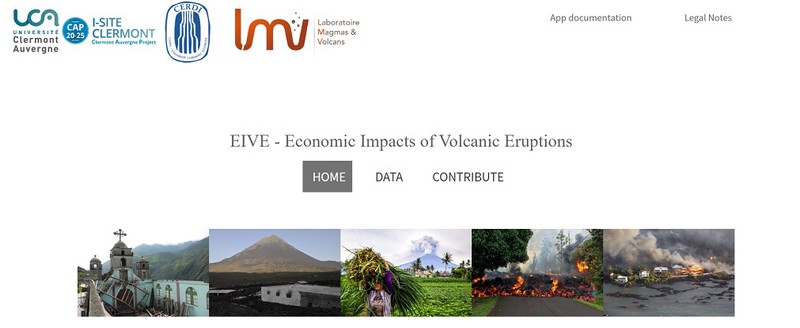 UCA
UNIVERSITÉ
Clermont
Auvergne
CAP
20-25
I-SITE
CLERMONT
Clermont Auvergne Project
CERDI
lmv
Laboratoire
Magmas &
Volcans
App documentation
Legal Notes
EIVE - Economic Impacts of Volcanic Eruptions
HOME
DATA
CONTRIBUTE